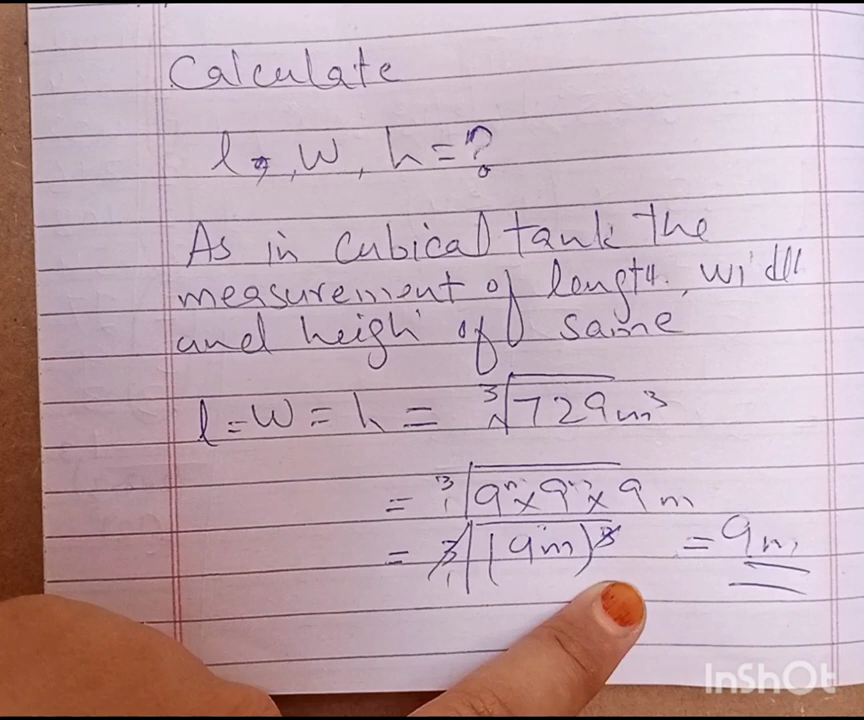 Calculate
l, w, h = ?
As in cubical tank the
measurement of length, width
and heigh of same
l = w = h = ∛729m³
= ∛9m × 9m × 9m
= ∛(9m)³ = 9m
InShOt